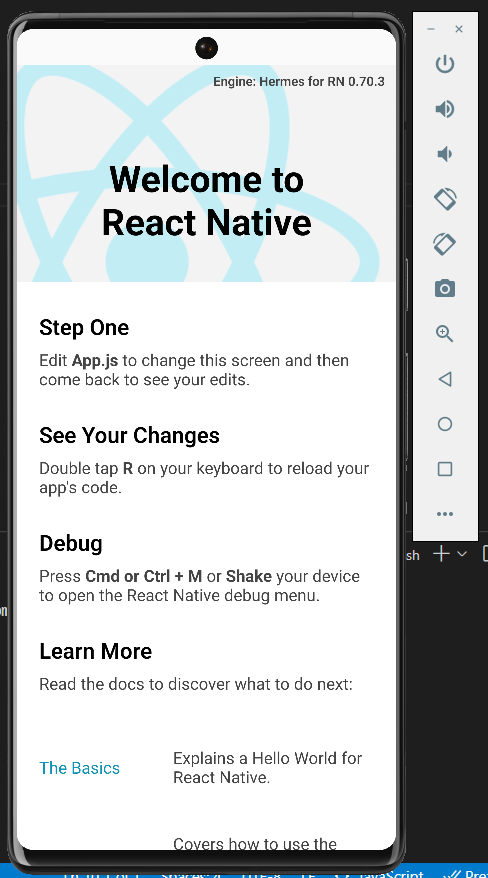 Engine: Hermes for RN 0.70.3
Welcome to
React Native
Step One
Edit App.js to change this screen and then
come back to see your edits.
See Your Changes
Double tap R on your keyboard to reload your
app's code.
Debug
Press Cmd or Ctrl + M or Shake your device
to open the React Native debug menu.
Learn More
Read the docs to discover what to do next:
The Basics
Explains a Hello World for
React Native.
Covers how to use the
sh